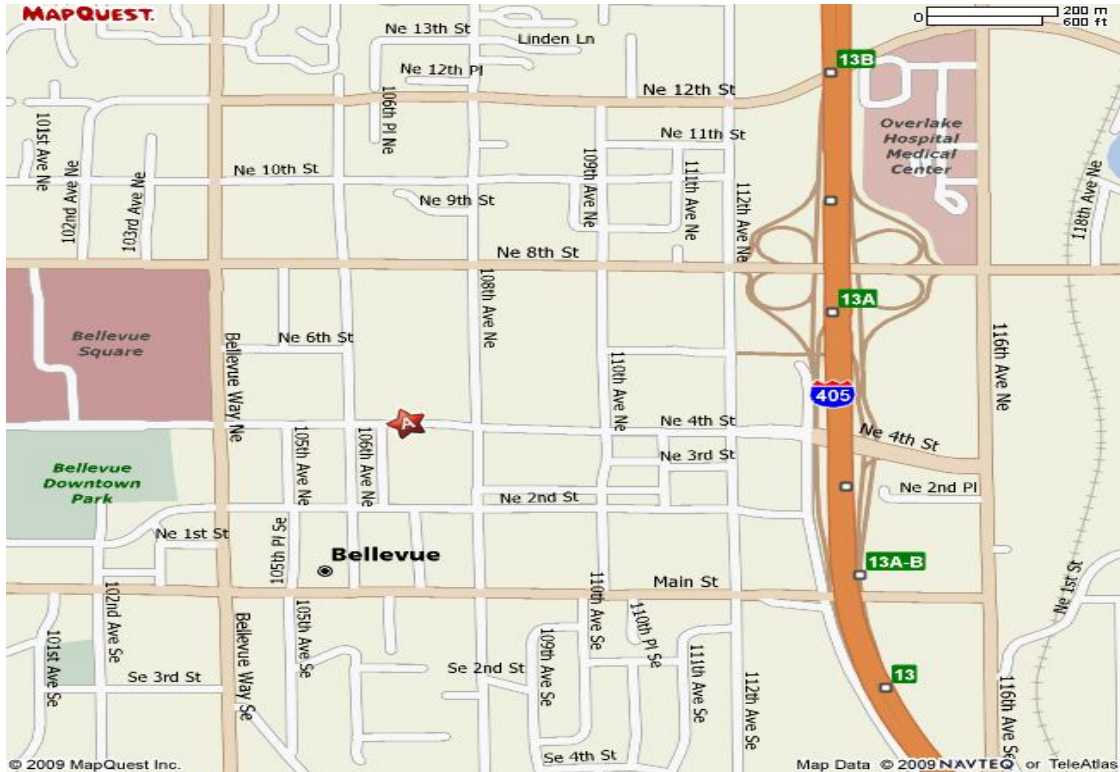 MAPQUEST.
0
200 m
600 ft
Ne 13th St
Linden Ln
13B
Ne 12th Pl
Ne 12th St
106th Pl Ne
101st Ave Ne
102nd Ave Ne
103rd Ave Ne
Ne 11th St
Overlake
Hospital
Medical
Center
Ne 10th St
109th Ave Ne
111th Ave Ne
112th Ave Ne
118th Ave Ne
Ne 9th St
Ne 8th St
108th Ave Ne
13A
Bellevue
Square
Ne 6th St
Bellevue Way Ne
110th Ave Ne
116th Ave Ne
405
A
Ne 4th St
Ne 4th St
105th Ave Ne
106th Ave Ne
Ne 3rd St
Bellevue
Downtown
Park
Ne 2nd St
Ne 2nd Pl
Ne 1st St
105th Pl Se
Bellevue
13A-B
Main St
Ne 1st St
102nd Ave Se
101st Ave Se
Bellevue Way Se
105th Ave Se
110th Ave Se
110th Pl Se
109th Ave Se
111th Ave Se
112th Ave Se
116th Ave Se
Se 2nd St
Se 3rd St
13
Se 4th St
© 2009 MapQuest Inc.
Map Data © 2009 NAVTEQ or TeleAtlas